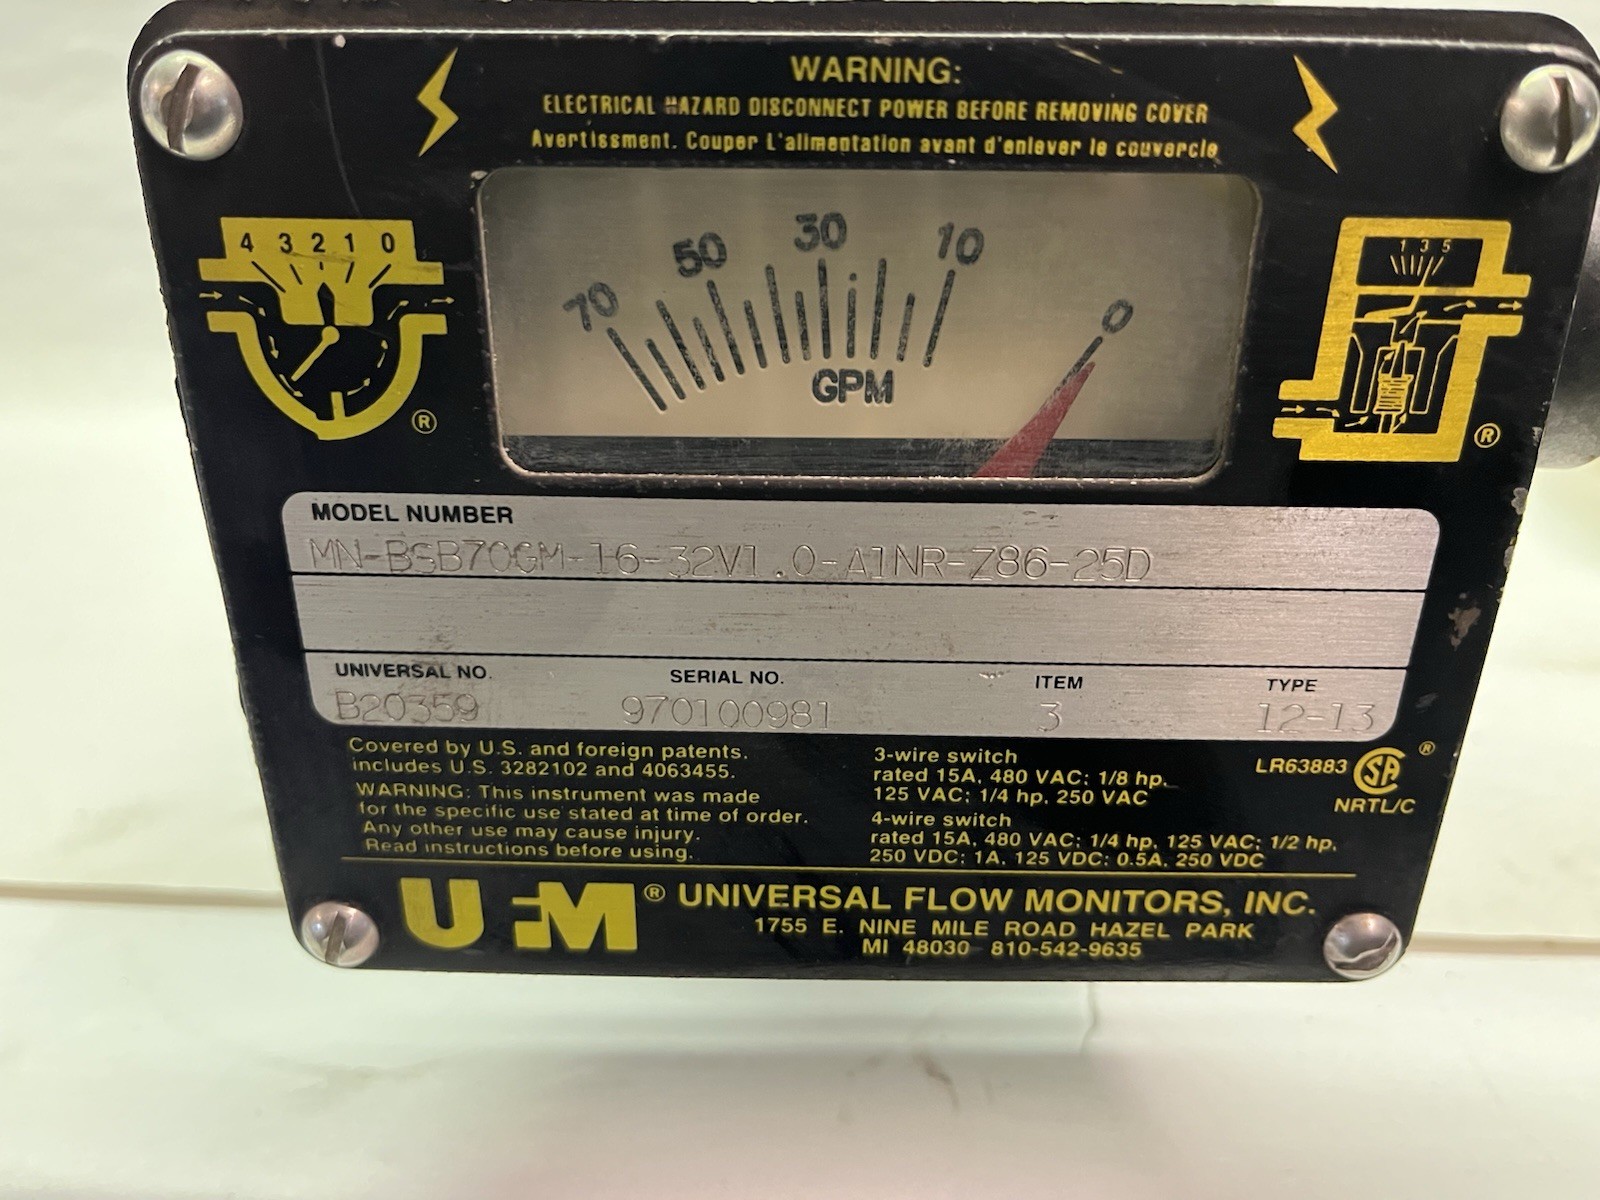 WARNING:
ELECTRICAL HAZARD DISCONNECT POWER BEFORE REMOVING COVER
Avertissment. Couper L'alimentation avant d'enlever le couvercle
4 3 2 1 0
®
70 50 30 10 0
GPM
1 3 5
®
MODEL NUMBER
MN-BSB70GM-16-32V1.0-A1NR-Z86-25D
UNIVERSAL NO. SERIAL NO. ITEM TYPE
B20359 970100981 3 12-13
Covered by U.S. and foreign patents.
includes U.S. 3282102 and 4063455.
WARNING: This instrument was made
for the specific use stated at time of order.
Any other use may cause injury.
Read instructions before using.
3-wire switch
rated 15A, 480 VAC; 1/8 hp.
125 VAC; 1/4 hp, 250 VAC
4-wire switch
rated 15A, 480 VAC; 1/4 hp, 125 VAC; 1/2 hp.
250 VDC; 1A, 125 VDC; 0.5A, 250 VDC
LR63883 SA ®
NRTL/C
UFM ® UNIVERSAL FLOW MONITORS, INC.
1755 E. NINE MILE ROAD HAZEL PARK
MI 48030 810-542-9635